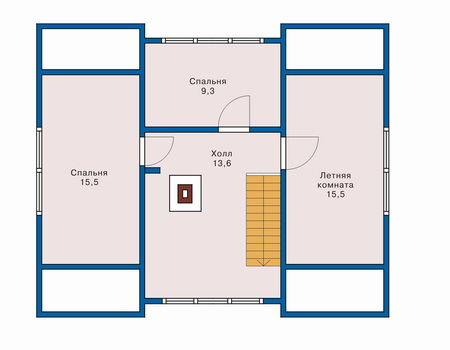 Спальня
9,3
Холл
13,6
Спальня
15,5
Летняя
комната
15,5